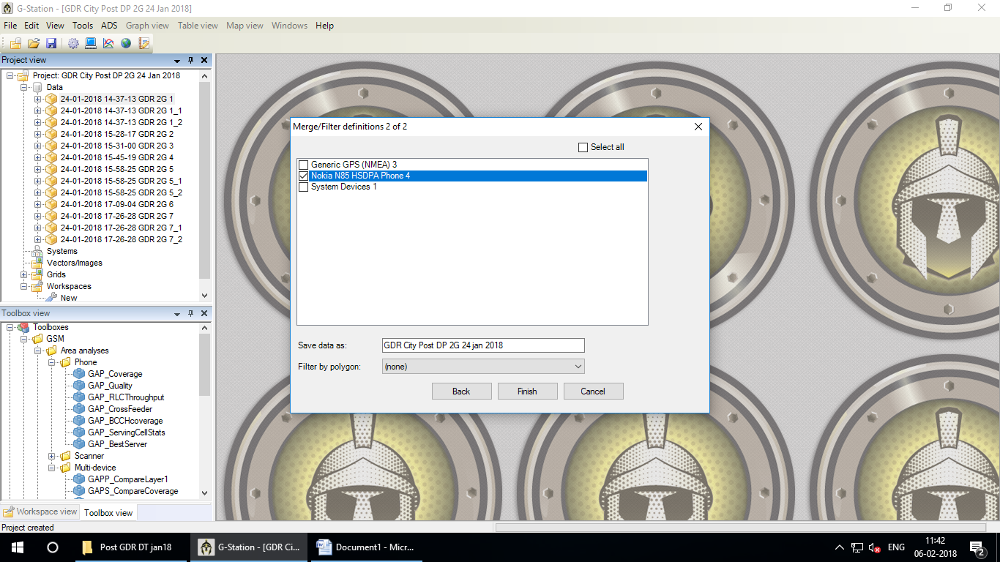 G-Station - [GDR City Post DP 2G 24 Jan 2018]
File Edit View Tools ADS Graph view Table view Map view Windows Help
Project view
Project: GDR City Post DP 2G 24 Jan 2018
Data
24-01-2018 14-37-13 GDR 2G 1
24-01-2018 14-37-13 GDR 2G 1_1
24-01-2018 14-37-13 GDR 2G 1_2
24-01-2018 15-28-17 GDR 2G 2
24-01-2018 15-31-00 GDR 2G 3
24-01-2018 15-45-19 GDR 2G 4
24-01-2018 15-58-25 GDR 2G 5
24-01-2018 15-58-25 GDR 2G 5_1
24-01-2018 15-58-25 GDR 2G 5_2
24-01-2018 17-09-04 GDR 2G 6
24-01-2018 17-26-28 GDR 2G 7
24-01-2018 17-26-28 GDR 2G 7_1
24-01-2018 17-26-28 GDR 2G 7_2
Systems
Vectors/Images
Grids
Workspaces
New
Toolbox view
Toolboxes
GSM
Area analyses
Phone
GAP_Coverage
GAP_Quality
GAP_RLCThroughput
GAP_CrossFeeder
GAP_BCCHcoverage
GAP_ServingCellStats
GAP_BestServer
Scanner
Multi-device
GAPP_CompareLayer1
GAPS_CompareCoverage
Workspace view Toolbox view
Project created
Merge/Filter definitions 2 of 2
Select all
Generic GPS (NMEA) 3
Nokia N85 HSDPA Phone 4
System Devices 1
Save data as: GDR City Post DP 2G 24 jan 2018
Filter by polygon: (none)
Back Finish Cancel
Post GDR DT jan18 G-Station - [GDR Ci... Document1 - Micr... ENG 11:42
06-02-2018 2